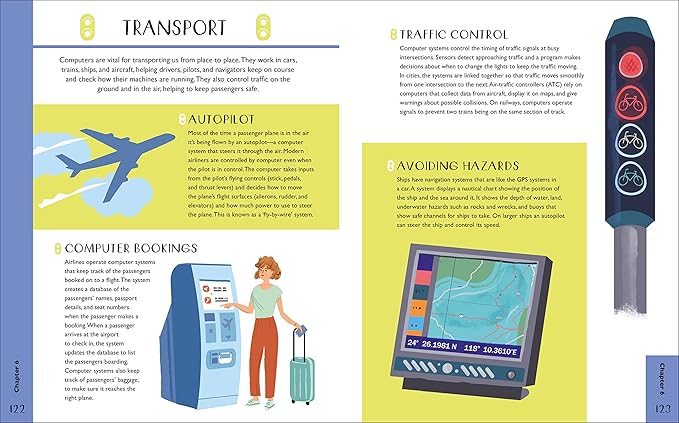 TRANSPORT
Computers are vital for transporting us from place to place. They work in cars,
trains, ships, and aircraft, helping drivers, pilots, and navigators keep on course
and check how their machines are running. They also control traffic on the
ground and in the air, helping to keep passengers safe.
AUTOPILOT
Most of the time a passenger plane is in the air
it's being flown by an autopilot—a computer
system that steers it through the air. Modern
airliners are controlled by computer even when
the pilot is in control. The computer takes inputs
from the pilot's flying controls (stick, pedals,
and thrust levers) and decides how to move
the plane's flight surfaces (ailerons, rudder, and
elevators) and how much power to use to steer
the plane. This is known as a 'fly-by-wire' system.
COMPUTER BOOKINGS
Airlines operate computer systems
that keep track of the passengers
booked on to a flight. The system
creates a database of the
passengers' names, passport
details, and seat numbers
when the passenger makes a
booking. When a passenger
arrives at the airport
to check in, the system
updates the database to list
the passengers boarding.
Computer systems also keep
track of passengers' baggage,
to make sure it reaches the
right plane.
Chapter 6
122
TRAFFIC CONTROL
Computer systems control the timing of traffic signals at busy
intersections. Sensors detect approaching traffic and a program makes
decisions about when to change the lights to keep the traffic moving.
In cities, the systems are linked together so that traffic moves smoothly
from one intersection to the next. Air-traffic controllers (ATC) rely on
computers that collect data from aircraft, display it on maps, and give
warnings about possible collisions. On railways, computers operate
signals to prevent two trains being on the same section of track.
AVOIDING HAZARDS
Ships have navigation systems that are like the GPS systems in
a car. A system displays a nautical chart showing the position of
the ship and the sea around it. It shows the depth of water, land,
underwater hazards such as rocks and wrecks, and buoys that
show safe channels for ships to take. On larger ships an autopilot
can steer the ship and control its speed.
24° 26.1981 N 118° 10.3610'E
Chapter 6
123